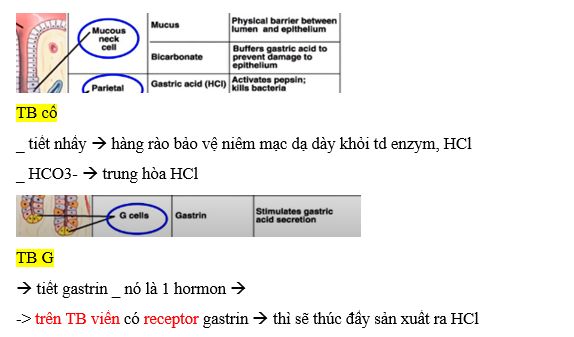 Mucous neck cell
Mucus
Physical barrier between lumen and epithelium
Bicarbonate
Buffers gastric acid to prevent damage to epithelium
Parietal
Gastric acid (HCl)
Activates pepsin; kills bacteria
TB cổ
_ tiết nhầy → hàng rào bảo vệ niêm mạc dạ dày khỏi td enzym, HCl
_ HCO3- → trung hòa HCl
G cells
Gastrin
Stimulates gastric acid secretion
TB G
→ tiết gastrin _ nó là 1 hormon →
-> trên TB viền có receptor gastrin → thì sẽ thúc đẩy sản xuất ra HCl